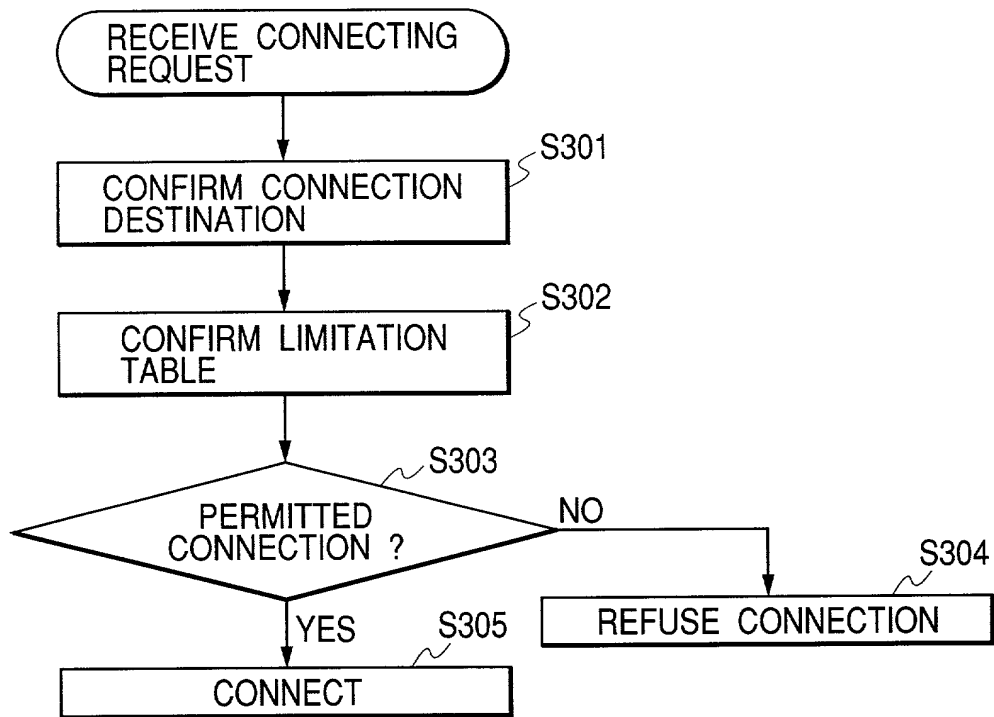 RECEIVE CONNECTING
REQUEST
S301
CONFIRM CONNECTION
DESTINATION
S302
CONFIRM LIMITATION
TABLE
S303
PERMITTED
CONNECTION ?
NO
S304
REFUSE CONNECTION
YES
S305
CONNECT